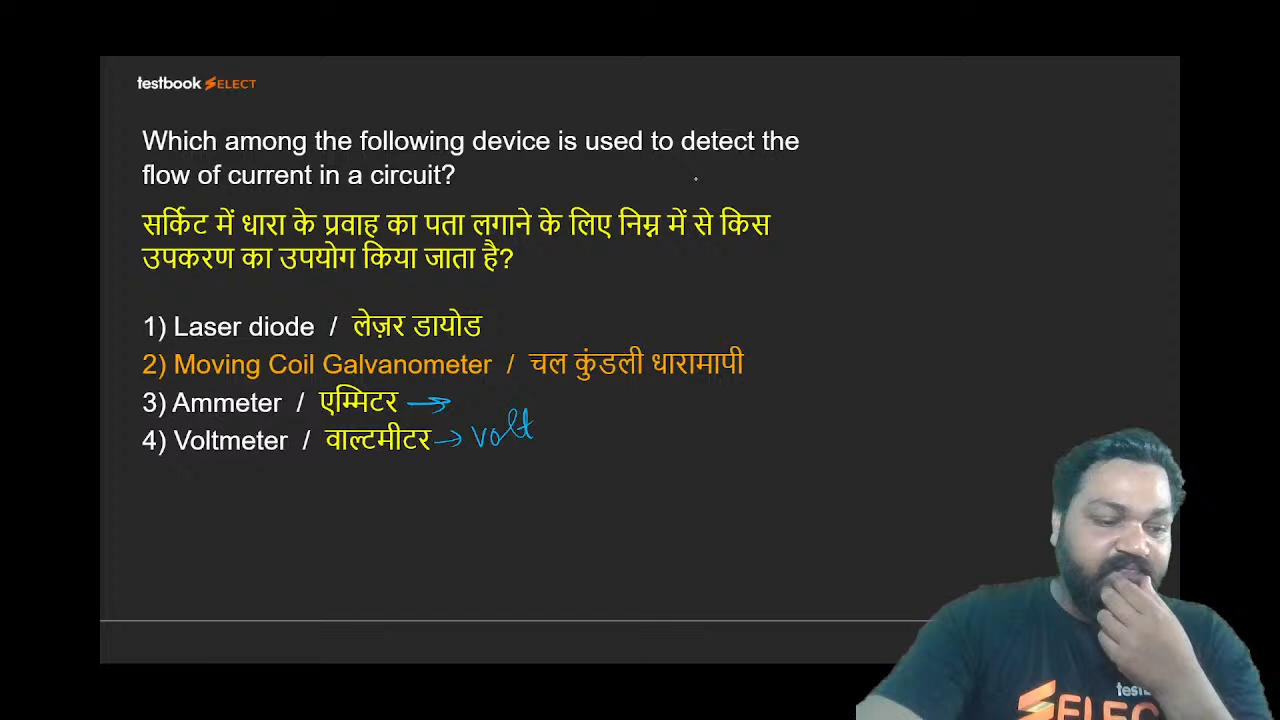 testbook SELECT
Which among the following device is used to detect the
flow of current in a circuit?
सर्किट में धारा के प्रवाह का पता लगाने के लिए निम्न में से किस
उपकरण का उपयोग किया जाता है?
1) Laser diode / लेज़र डायोड
2) Moving Coil Galvanometer / चल कुंडली धारामापी
3) Ammeter / एम्मिटर →
4) Voltmeter / वाल्टमीटर → volt
test
SELEC